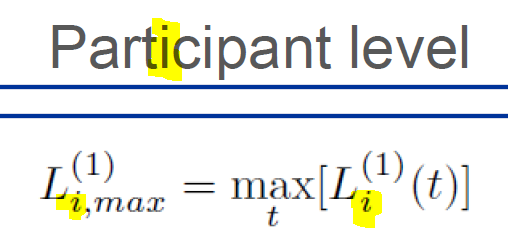 Participant level
L_{i,max}^{(1)} = max_t[L_i^{(1)}(t)]